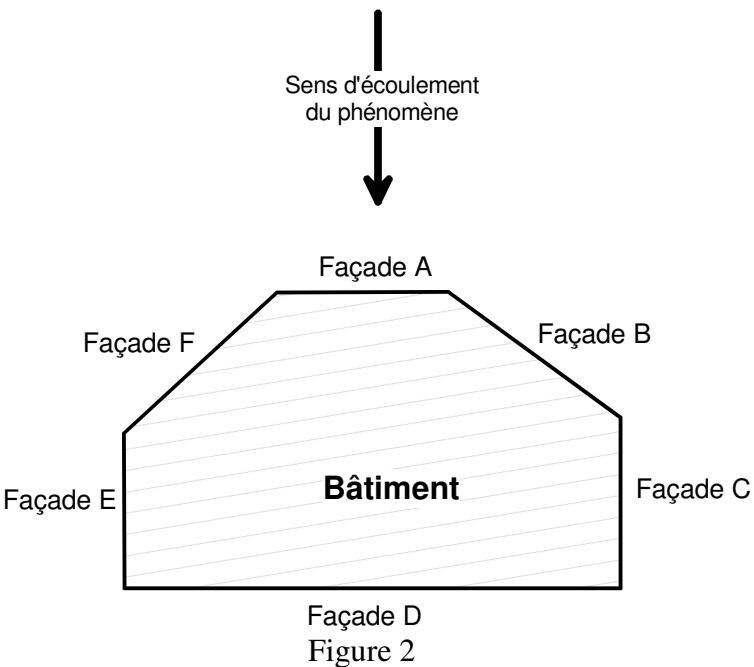 Sens d'écoulement
du phénomène
Façade A
Façade B
Façade F
Façade E
Bâtiment
Façade C
Façade D
Figure 2